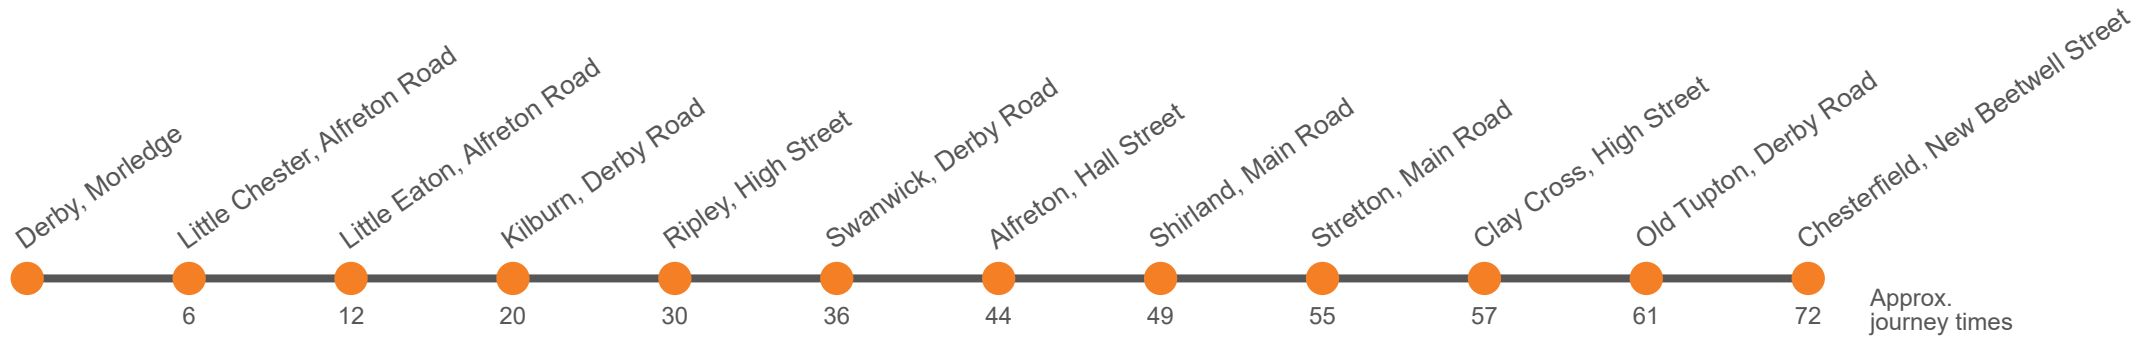 Derby, Morledge
Little Chester, Alfreton Road
Little Eaton, Alfreton Road
Kilburn, Derby Road
Ripley, High Street
Swanwick, Derby Road
Alfreton, Hall Street
Shirland, Main Road
Stretton, Main Road
Clay Cross, High Street
Old Tupton, Derby Road
Chesterfield, New Beetwell Street
6 12 20 30 36 44 49 55 57 61 72
Approx.
journey times